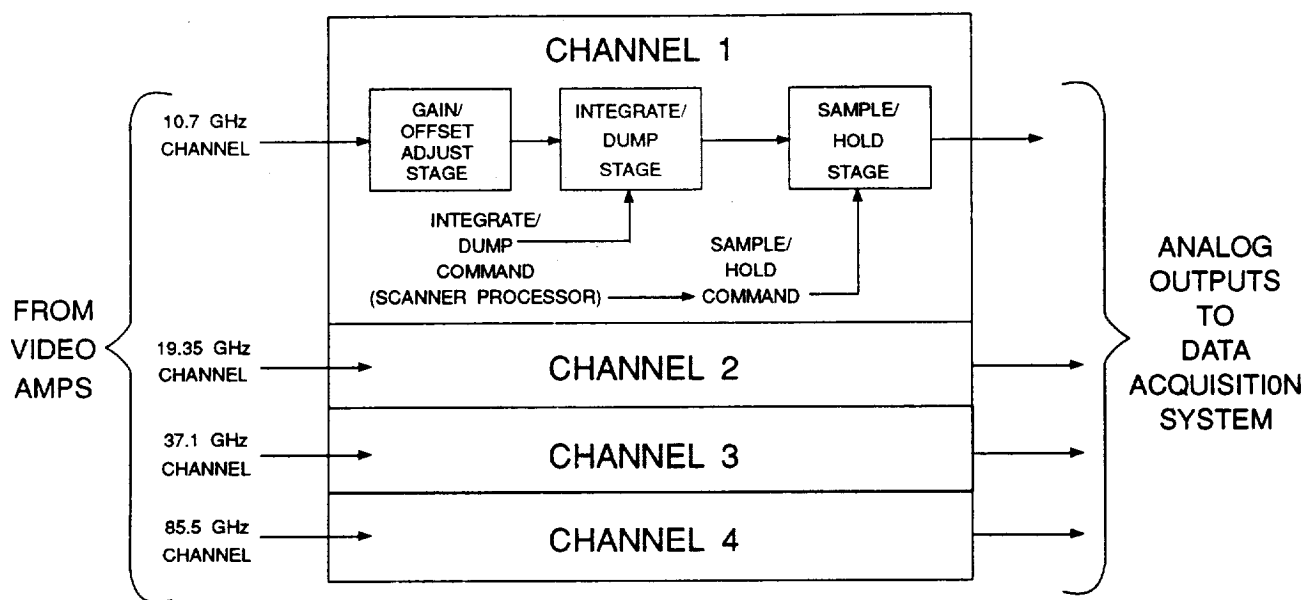 CHANNEL 1
10.7 GHz
CHANNEL
GAIN/
OFFSET
ADJUST
STAGE
INTEGRATE/
DUMP
STAGE
SAMPLE/
HOLD
STAGE
INTEGRATE/
DUMP
COMMAND
(SCANNER PROCESSOR)
SAMPLE/
HOLD
COMMAND
FROM
VIDEO
AMPS
19.35 GHz
CHANNEL
CHANNEL 2
37.1 GHz
CHANNEL
CHANNEL 3
85.5 GHz
CHANNEL
CHANNEL 4
ANALOG
OUTPUTS
TO
DATA
ACQUISITION
SYSTEM